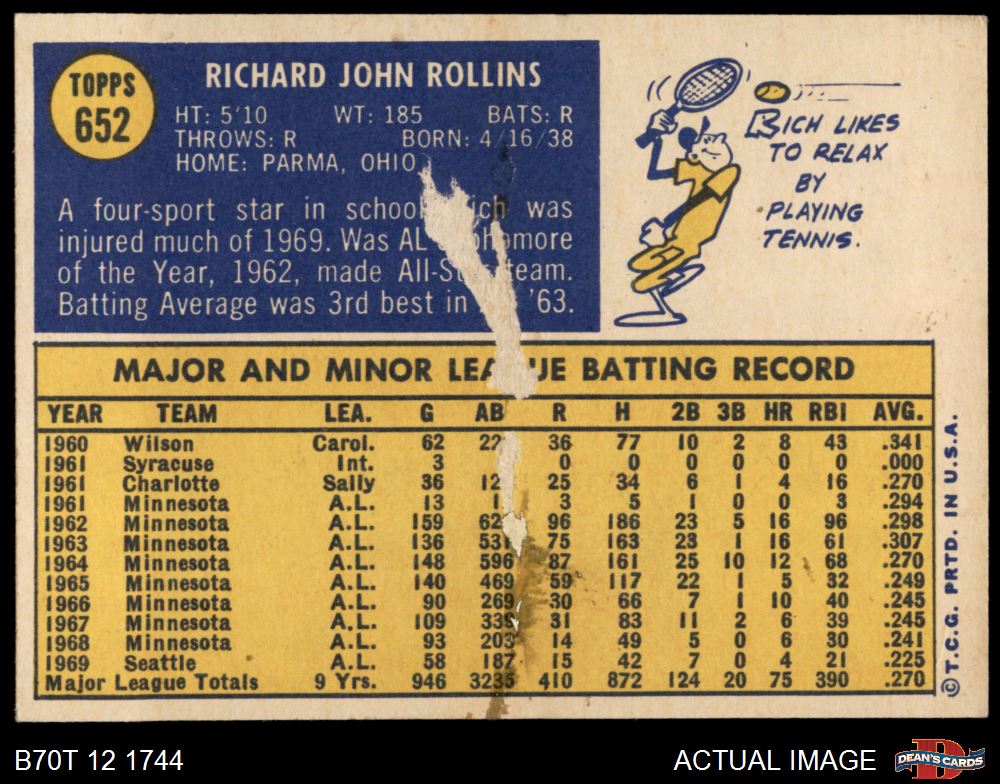 TOPPS
652
RICHARD JOHN ROLLINS
HT: 5'10 WT: 185 BATS: R
THROWS: R BORN: 4/16/38
HOME: PARMA, OHIO
A four-sport star in school was
injured much of 1969. Was AL
of the Year, 1962, made team.
Batting Average was 3rd best in '63.
RICH LIKES
TO RELAX
BY
PLAYING
TENNIS.
MAJOR AND MINOR BATTING RECORD
YEAR TEAM LEA. G AB R H 2B 3B HR RBI AVG.
1960 Wilson Carol. 62 36 77 10 2 8 43 .341
1961 Syracuse Int. 3 0 0 0 0 0 0 .000
1961 Charlotte Sally 36 25 34 6 1 4 16 .270
1961 Minnesota A.L. 13 3 5 1 0 0 3 .294
1962 Minnesota A.L. 159 96 186 23 5 16 96 .298
1963 Minnesota A.L. 136 531 75 163 23 1 16 61 .307
1964 Minnesota A.L. 148 596 87 161 25 10 12 68 .270
1965 Minnesota A.L. 140 469 59 117 22 1 5 32 .249
1966 Minnesota A.L. 90 269 30 66 7 1 10 40 .245
1967 Minnesota A.L. 109 339 31 83 11 2 6 39 .245
1968 Minnesota A.L. 93 203 14 49 5 0 6 30 .241
1969 Seattle A.L. 58 187 15 42 7 0 4 21 .225
Major League Totals 9 Yrs. 946 3235 410 872 124 20 75 390 .270
© T.C.G. PRTD. IN U.S.A.
B70T 12 1744
ACTUAL IMAGE
D
DEAN'S CARDS